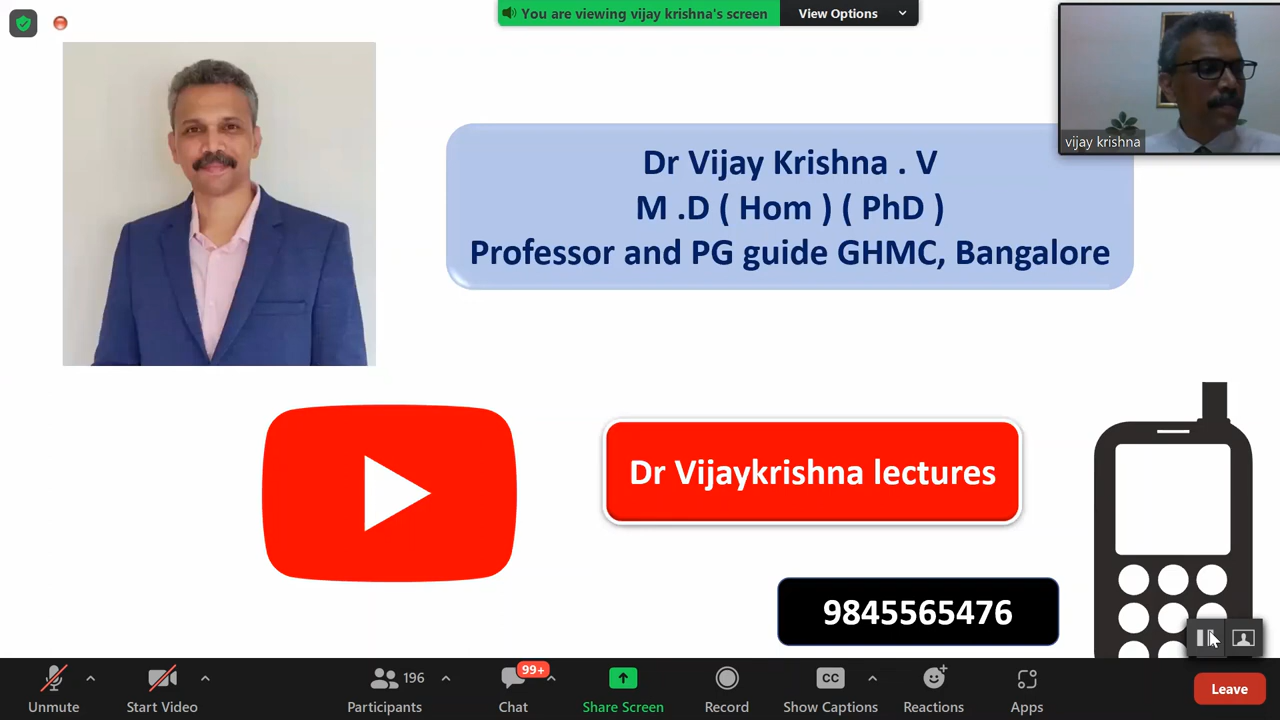 You are viewing vijay krishna's screen
View Options
vijay krishna
Dr Vijay Krishna . V
M .D ( Hom ) ( PhD )
Professor and PG guide GHMC, Bangalore
Dr Vijaykrishna lectures
9845565476
Unmute
Start Video
196
Participants
99+
Chat
Share Screen
Record
CC
Show Captions
Reactions
Apps
Leave